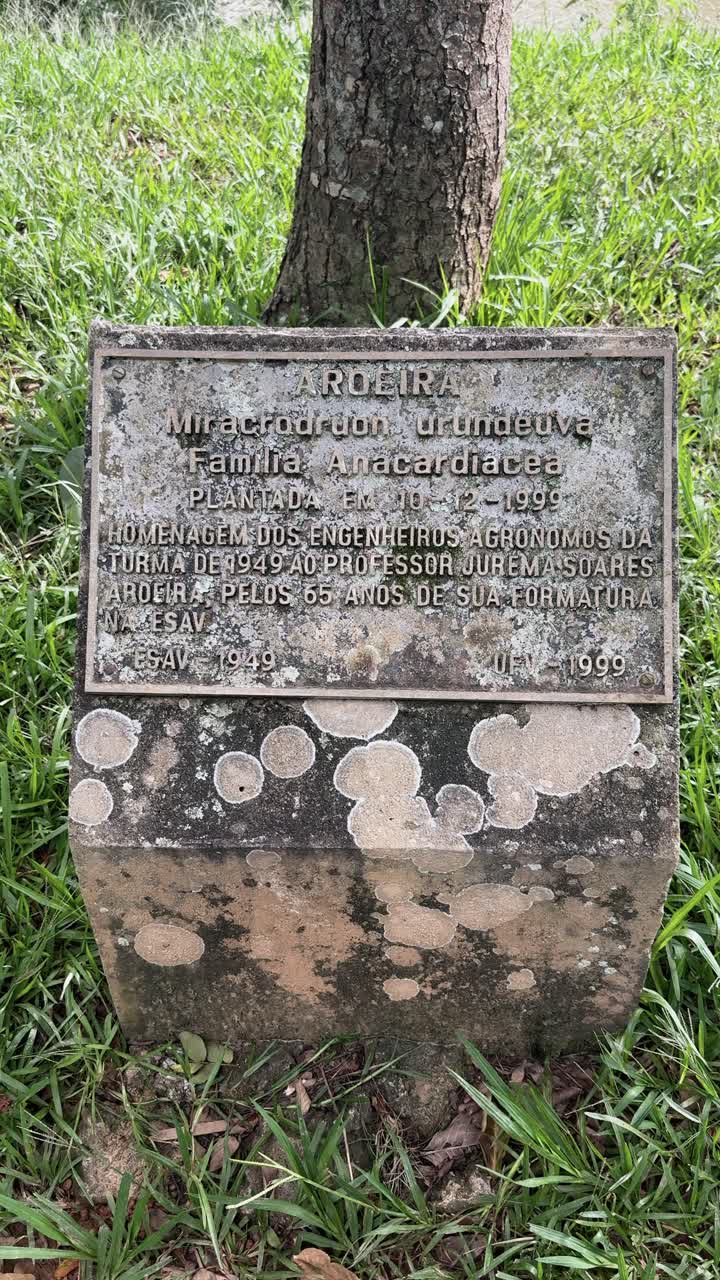 AROEIRA
Miracrodruon urundeuva
Família Anacardiacea
PLANTADA EM 10-12-1999
HOMENAGEM DOS ENGENHEIROS AGRONOMOS DA
TURMA DE 1949 AO PROFESSOR JUREMA SOARES
AROEIRA, PELOS 65 ANOS DE SUA FORMATURA
NA ESAV
ESAV-1949 UFV-1999